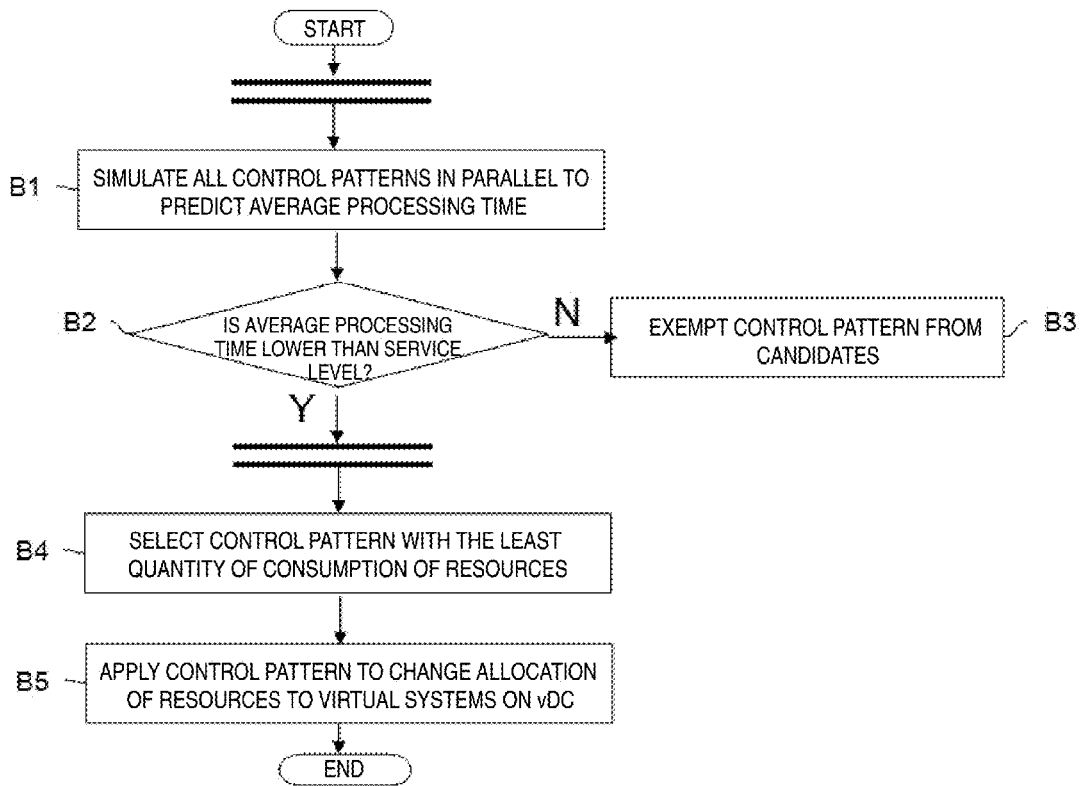 START
B1
SIMULATE ALL CONTROL PATTERNS IN PARALLEL TO
PREDICT AVERAGE PROCESSING TIME
B2
IS AVERAGE PROCESSING
TIME LOWER THAN SERVICE
LEVEL?
N
EXEMPT CONTROL PATTERN FROM
CANDIDATES
B3
Y
B4
SELECT CONTROL PATTERN WITH THE LEAST
QUANTITY OF CONSUMPTION OF RESOURCES
B5
APPLY CONTROL PATTERN TO CHANGE ALLOCATION
OF RESOURCES TO VIRTUAL SYSTEMS ON vDC
END